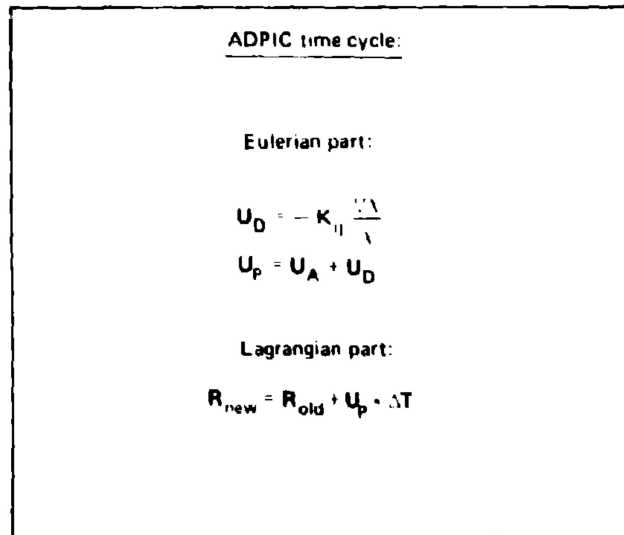 ADPIC time cycle:
Eulerian part:
U_D = - K_ij
U_P = U_A + U_D
Lagrangian part:
R_new = R_old + U_P • ΔT